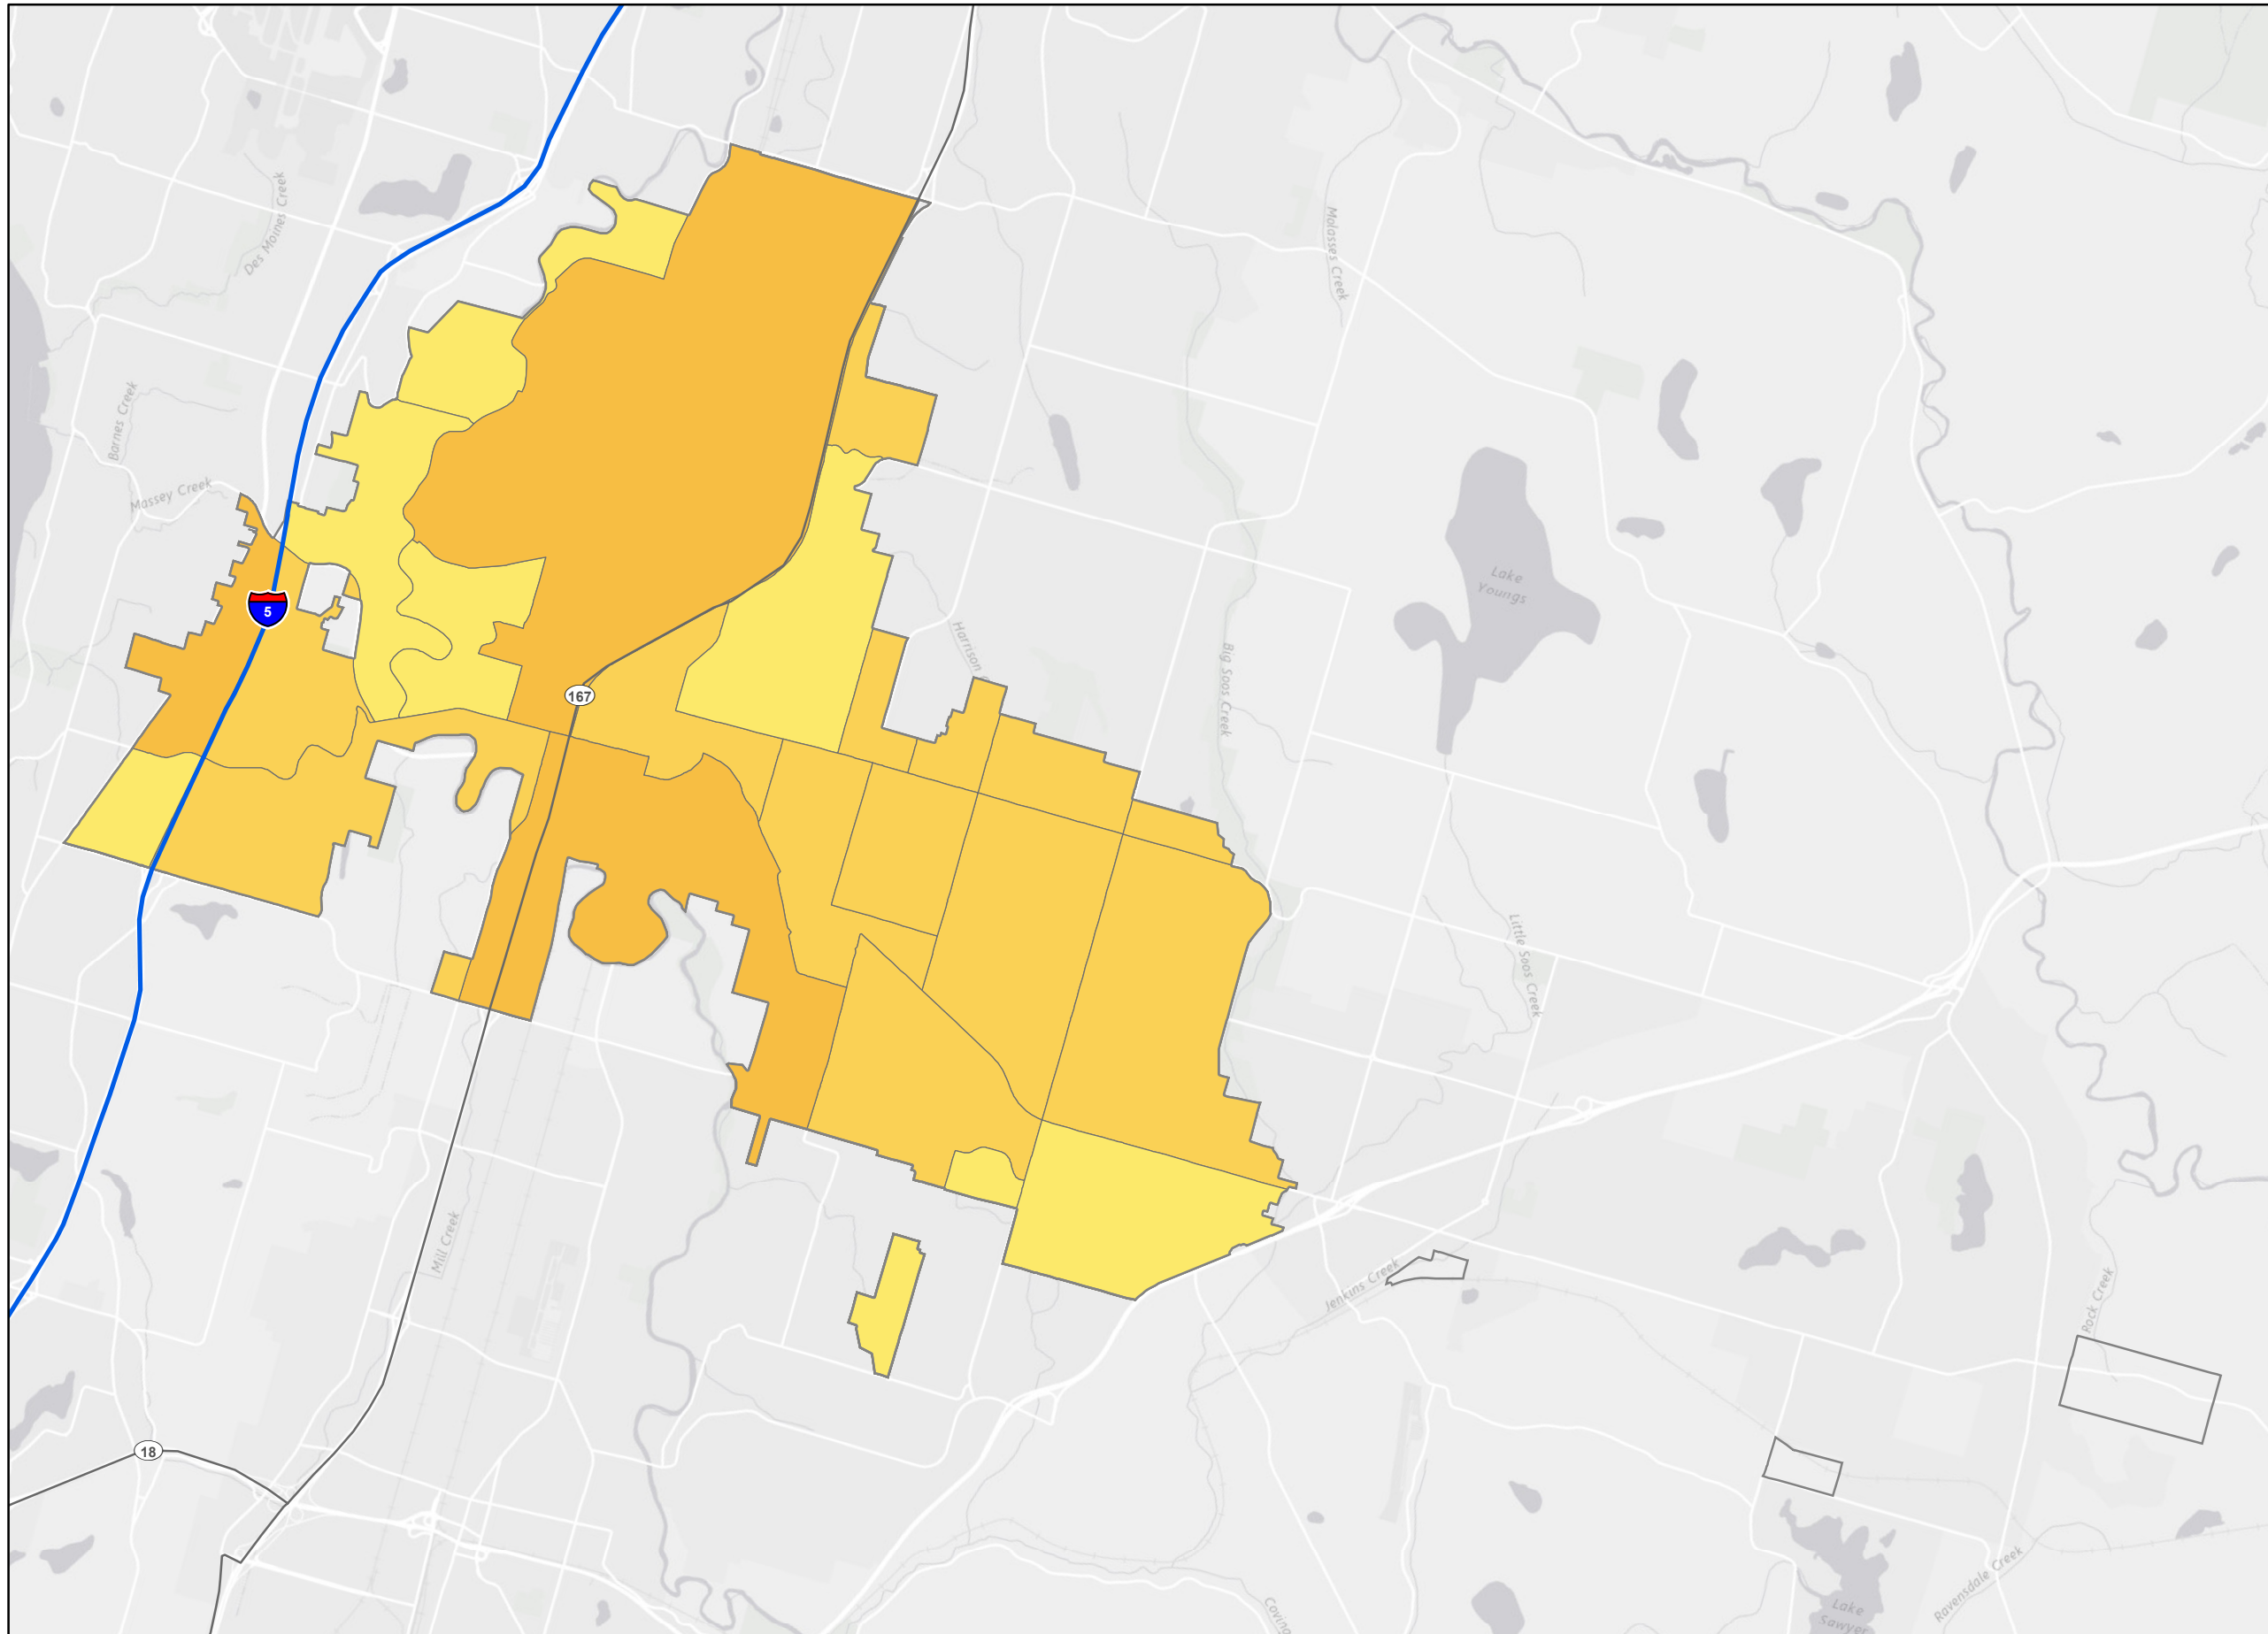 Des Moines Creek
Molasses Creek
Barnes Creek
Massey Creek
Lake
Youngs
5
Harrison
Big Soos Creek
167
Little Soos Creek
Mill Creek
Jenkins Creek
Rock Creek
18
Ravensdale Creek
Lake
Sawyer
Coving